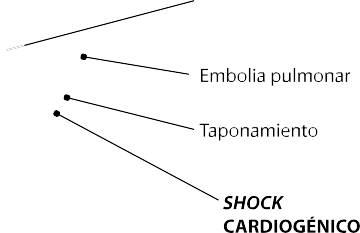 Embolia pulmonar
Taponamiento
SHOCK
CARDIOGÉNICO